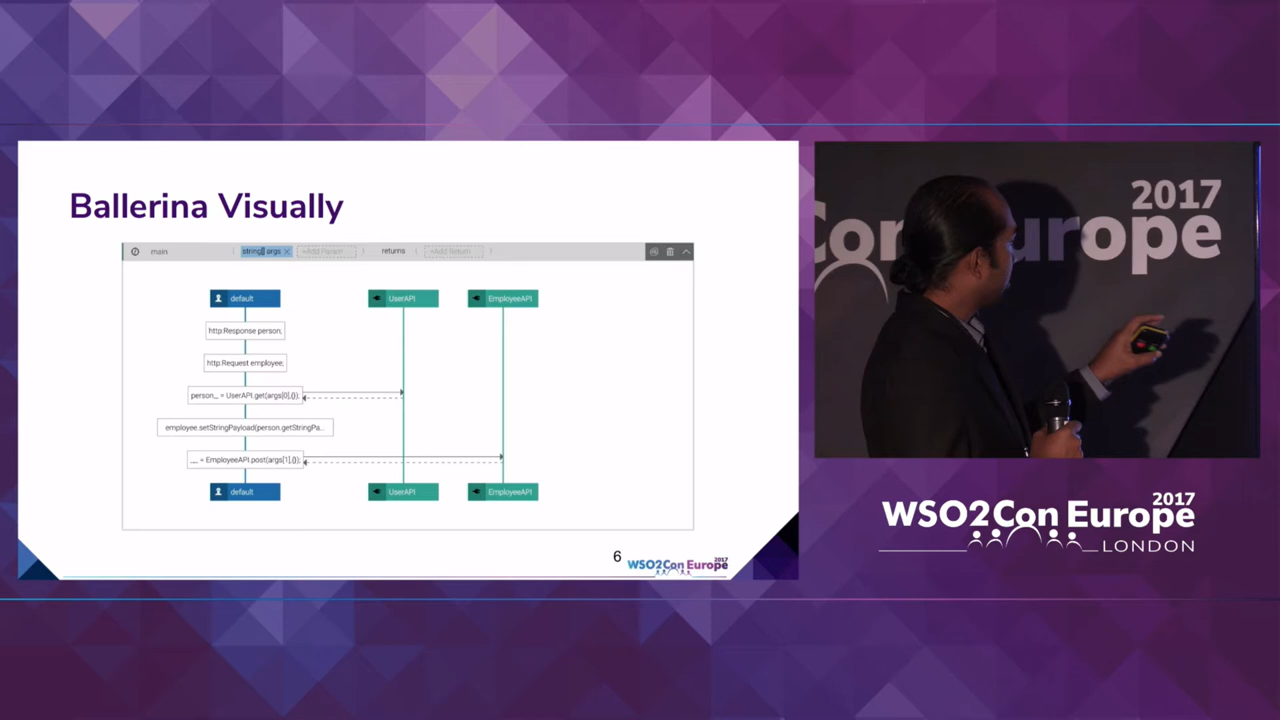 Ballerina Visually
main ( string[] args × +Add Param ) returns ( +Add Return )
default UserAPI EmployeeAPI
http:Response person;
http:Request employee;
person,_ = UserAPI.get(args[0],{});
employee.setStringPayload(person.getStringPa...
_,_ = EmployeeAPI.post(args[1],{});
default UserAPI EmployeeAPI
6
WSO2Con Europe 2017
2017
Con Europe
WSO2Con Europe 2017
LONDON